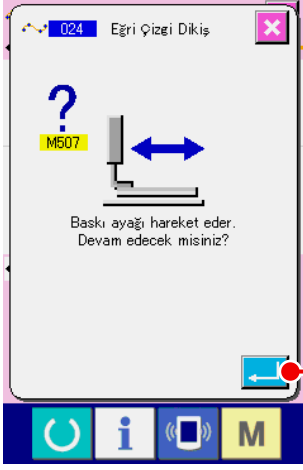 024 Eğri Çizgi Dikiş
?
M507
Baskı ayağı hareket eder.
Devam edecek misiniz?
i
M